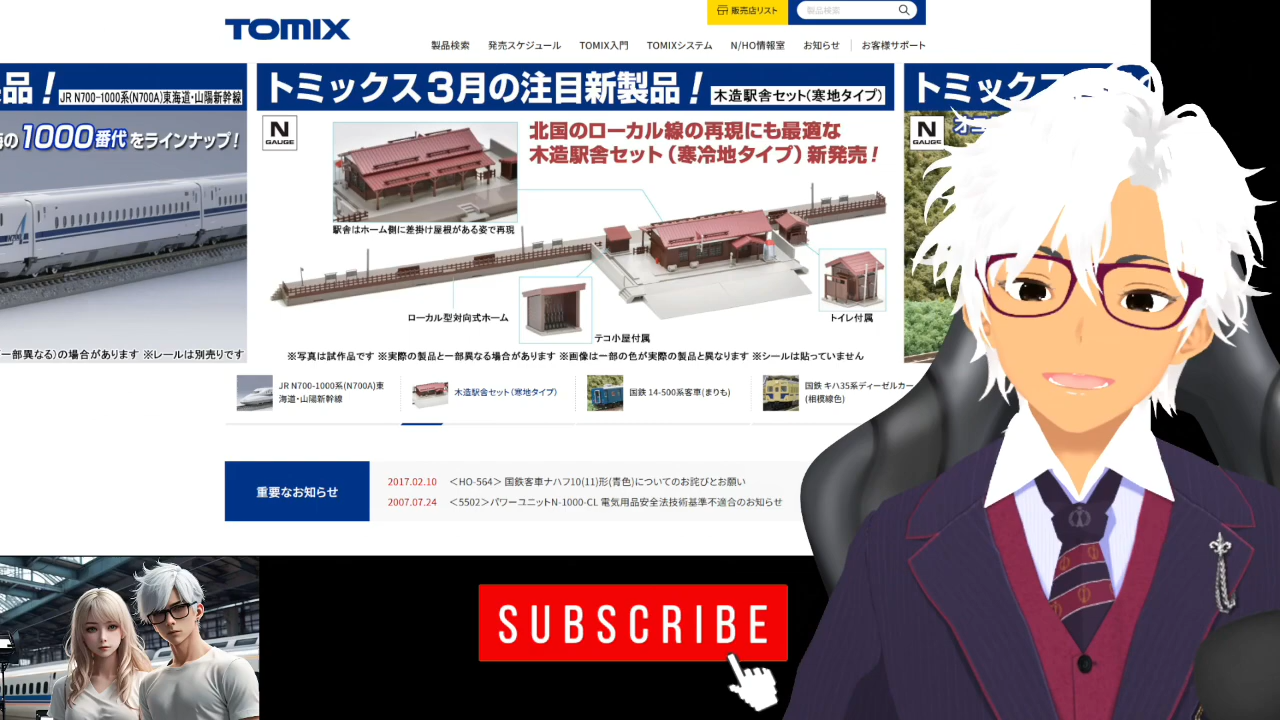 TOMIX
販売店リスト
製品検索
製品検索 発売スケジュール TOMIX入門 TOMIXシステム N/HO情報室 お知らせ お客様サポート
品！
JR N700-1000系(N700A)東海道・山陽新幹線
の1000番代をラインナップ！
一部異なる)の場合があります ※レールは別売りです
トミックス3月の注目新製品！
木造駅舎セット(寒地タイプ)
N
GAUGE
北国のローカル線の再現にも最適な
木造駅舎セット（寒冷地タイプ）新発売！
駅舎はホーム側に差掛け屋根がある姿で再現
ローカル型対向式ホーム
テコ小屋付属
トイレ付属
※写真は試作品です ※実際の製品と一部異なる場合があります ※画像は一部の色が実際の製品と異なります ※シールは貼っていません
トミックス
N
GAUGE
JR N700-1000系(N700A)東
海道・山陽新幹線
木造駅舎セット（寒地タイプ）
国鉄 14-500系客車(まりも)
国鉄 キハ35系ディーゼルカー
(相模線色)
重要なお知らせ
2017.02.10 ＜HO-564＞ 国鉄客車ナハフ10(11)形(青色)についてのお詫びとお願い
2007.07.24 ＜5502＞パワーユニットN-1000-CL 電気用品安全法技術基準不適合のお知らせ
SUBSCRIBE